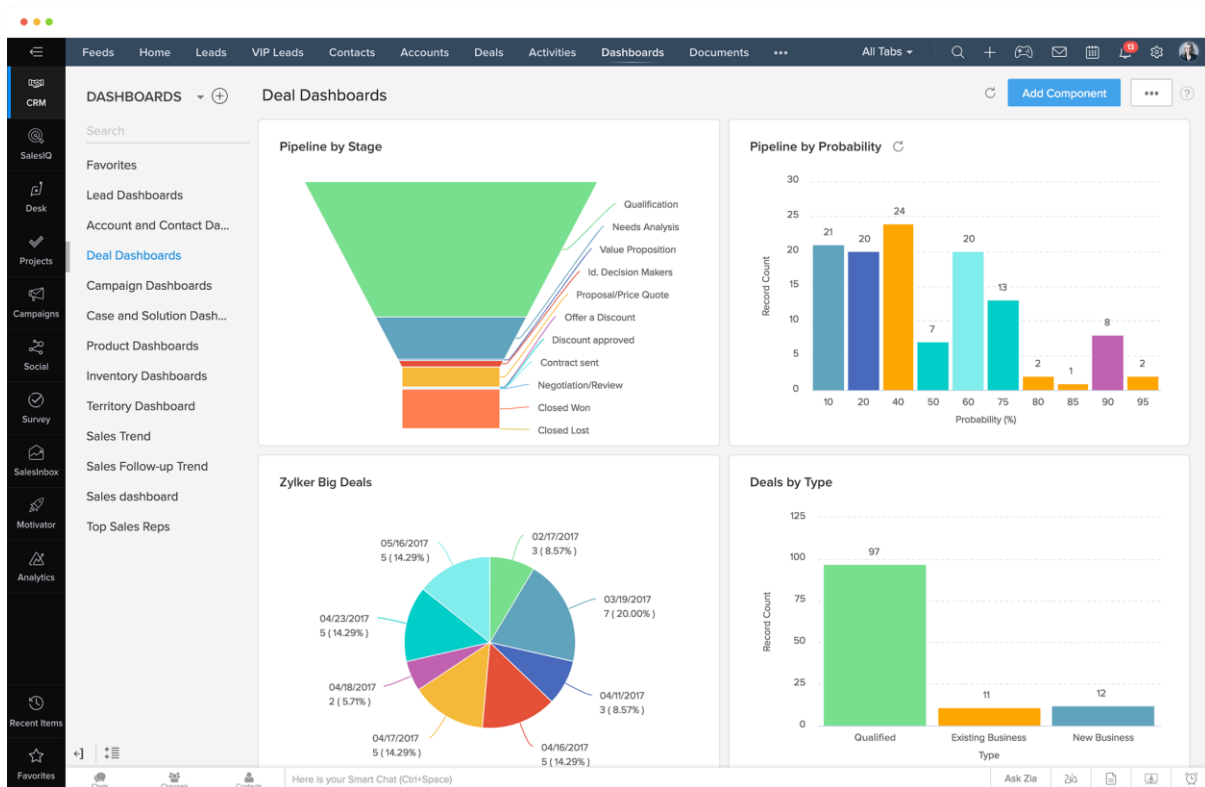 Feeds Home Leads VIP Leads Contacts Accounts Deals Activities Dashboards Documents ••• All Tabs 13
CRM
SalesIQ
Desk
Projects
Campaigns
Social
Survey
SalesInbox
Motivator
Analytics
Recent Items
Favorites
DASHBOARDS
Search
Favorites
Lead Dashboards
Account and Contact Da...
Deal Dashboards
Campaign Dashboards
Case and Solution Dash...
Product Dashboards
Inventory Dashboards
Territory Dashboard
Sales Trend
Sales Follow-up Trend
Sales dashboard
Top Sales Reps
Deal Dashboards
Add Component
•••
?
Pipeline by Stage
Qualification
Needs Analysis
Value Proposition
Id. Decision Makers
Proposal/Price Quote
Offer a Discount
Discount approved
Contract sent
Negotiation/Review
Closed Won
Closed Lost
Pipeline by Probability
30
25
20
15
10
5
0
Record Count
21 20 24 7 20 13 2 1 8 2
10 20 40 50 60 75 80 85 90 95
Probability (%)
Zylker Big Deals
02/17/2017
3 ( 8.57% )
03/19/2017
7 ( 20.00% )
04/11/2017
3 ( 8.57% )
04/16/2017
5 ( 14.29% )
04/17/2017
5 ( 14.29% )
04/18/2017
2 ( 5.71% )
04/23/2017
5 ( 14.29% )
05/16/2017
5 ( 14.29% )
Deals by Type
125
100
75
50
25
0
Record Count
97 11 12
Qualified Existing Business New Business
Type
Chats Channels Contacts
Here is your Smart Chat (Ctrl+Space)
Ask Zia